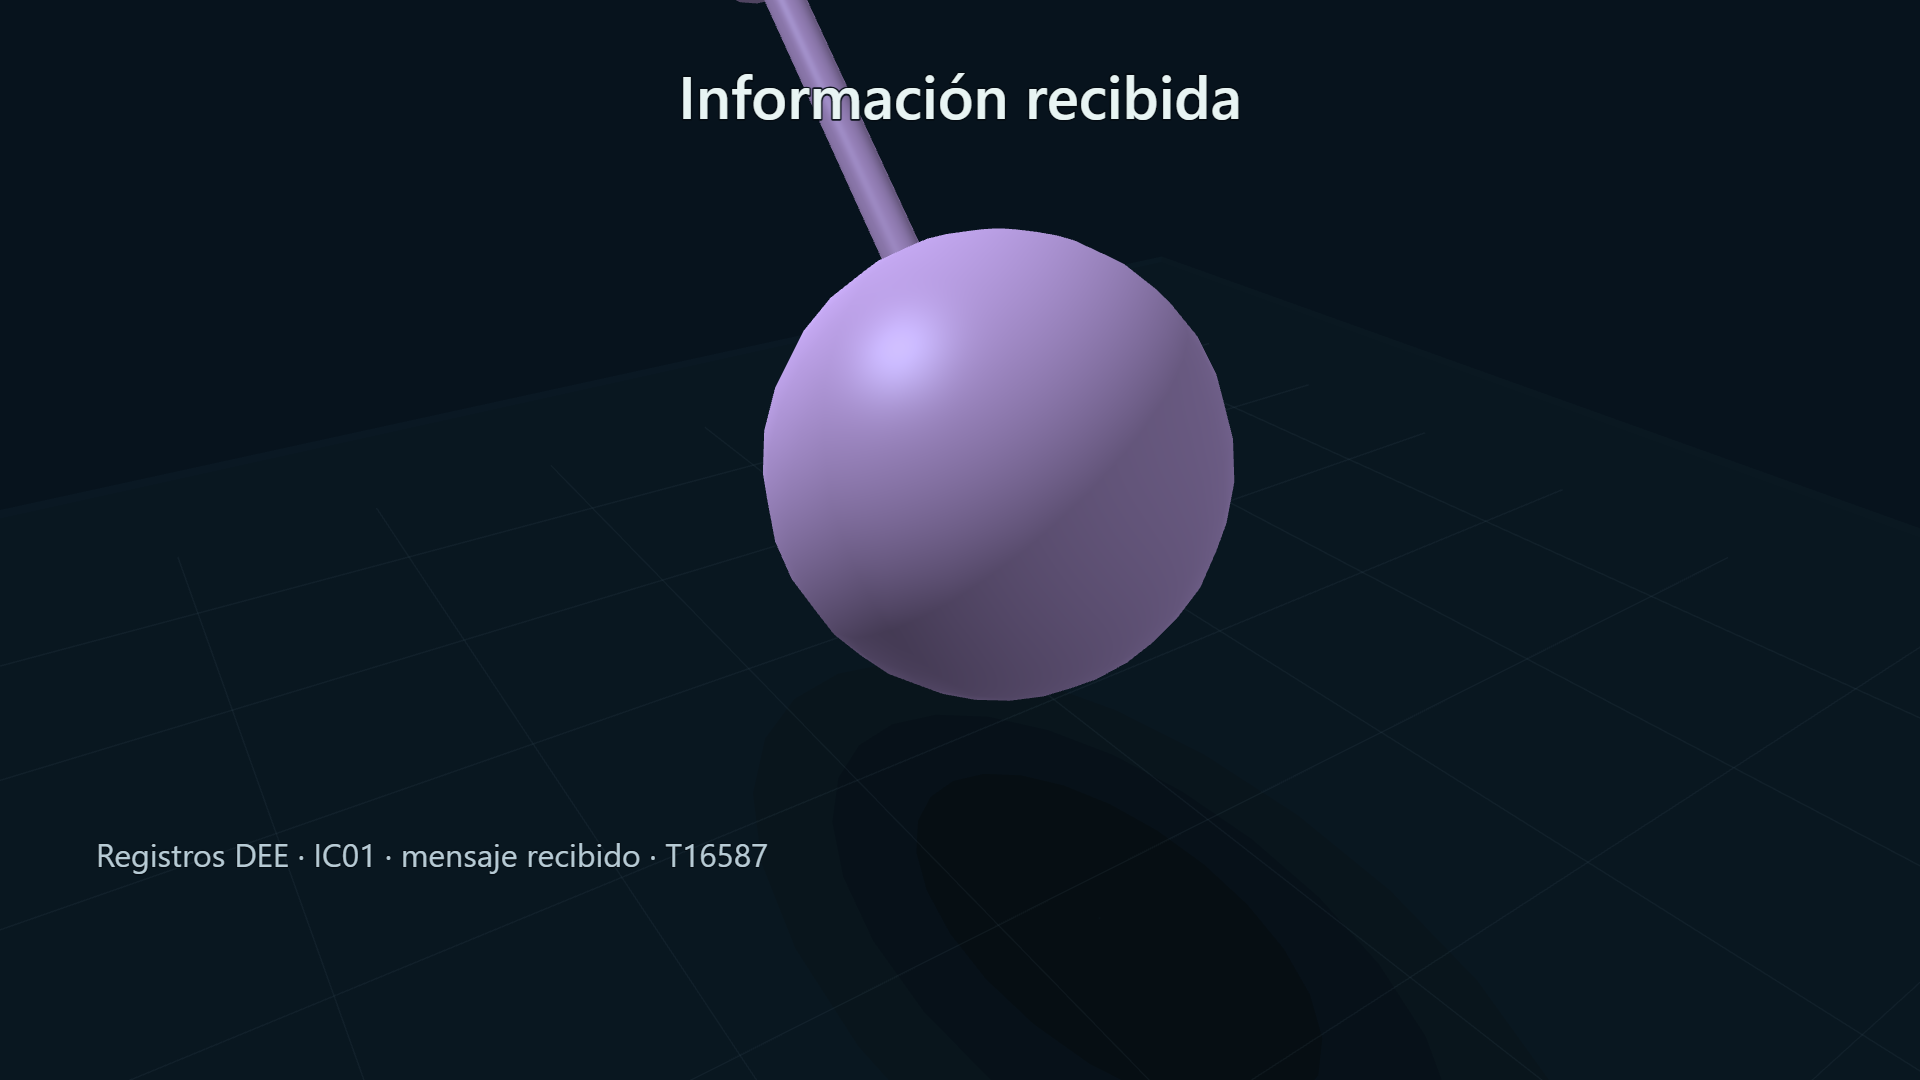 Información recibida
Registros DEE · IC01 · mensaje recibido · T16587